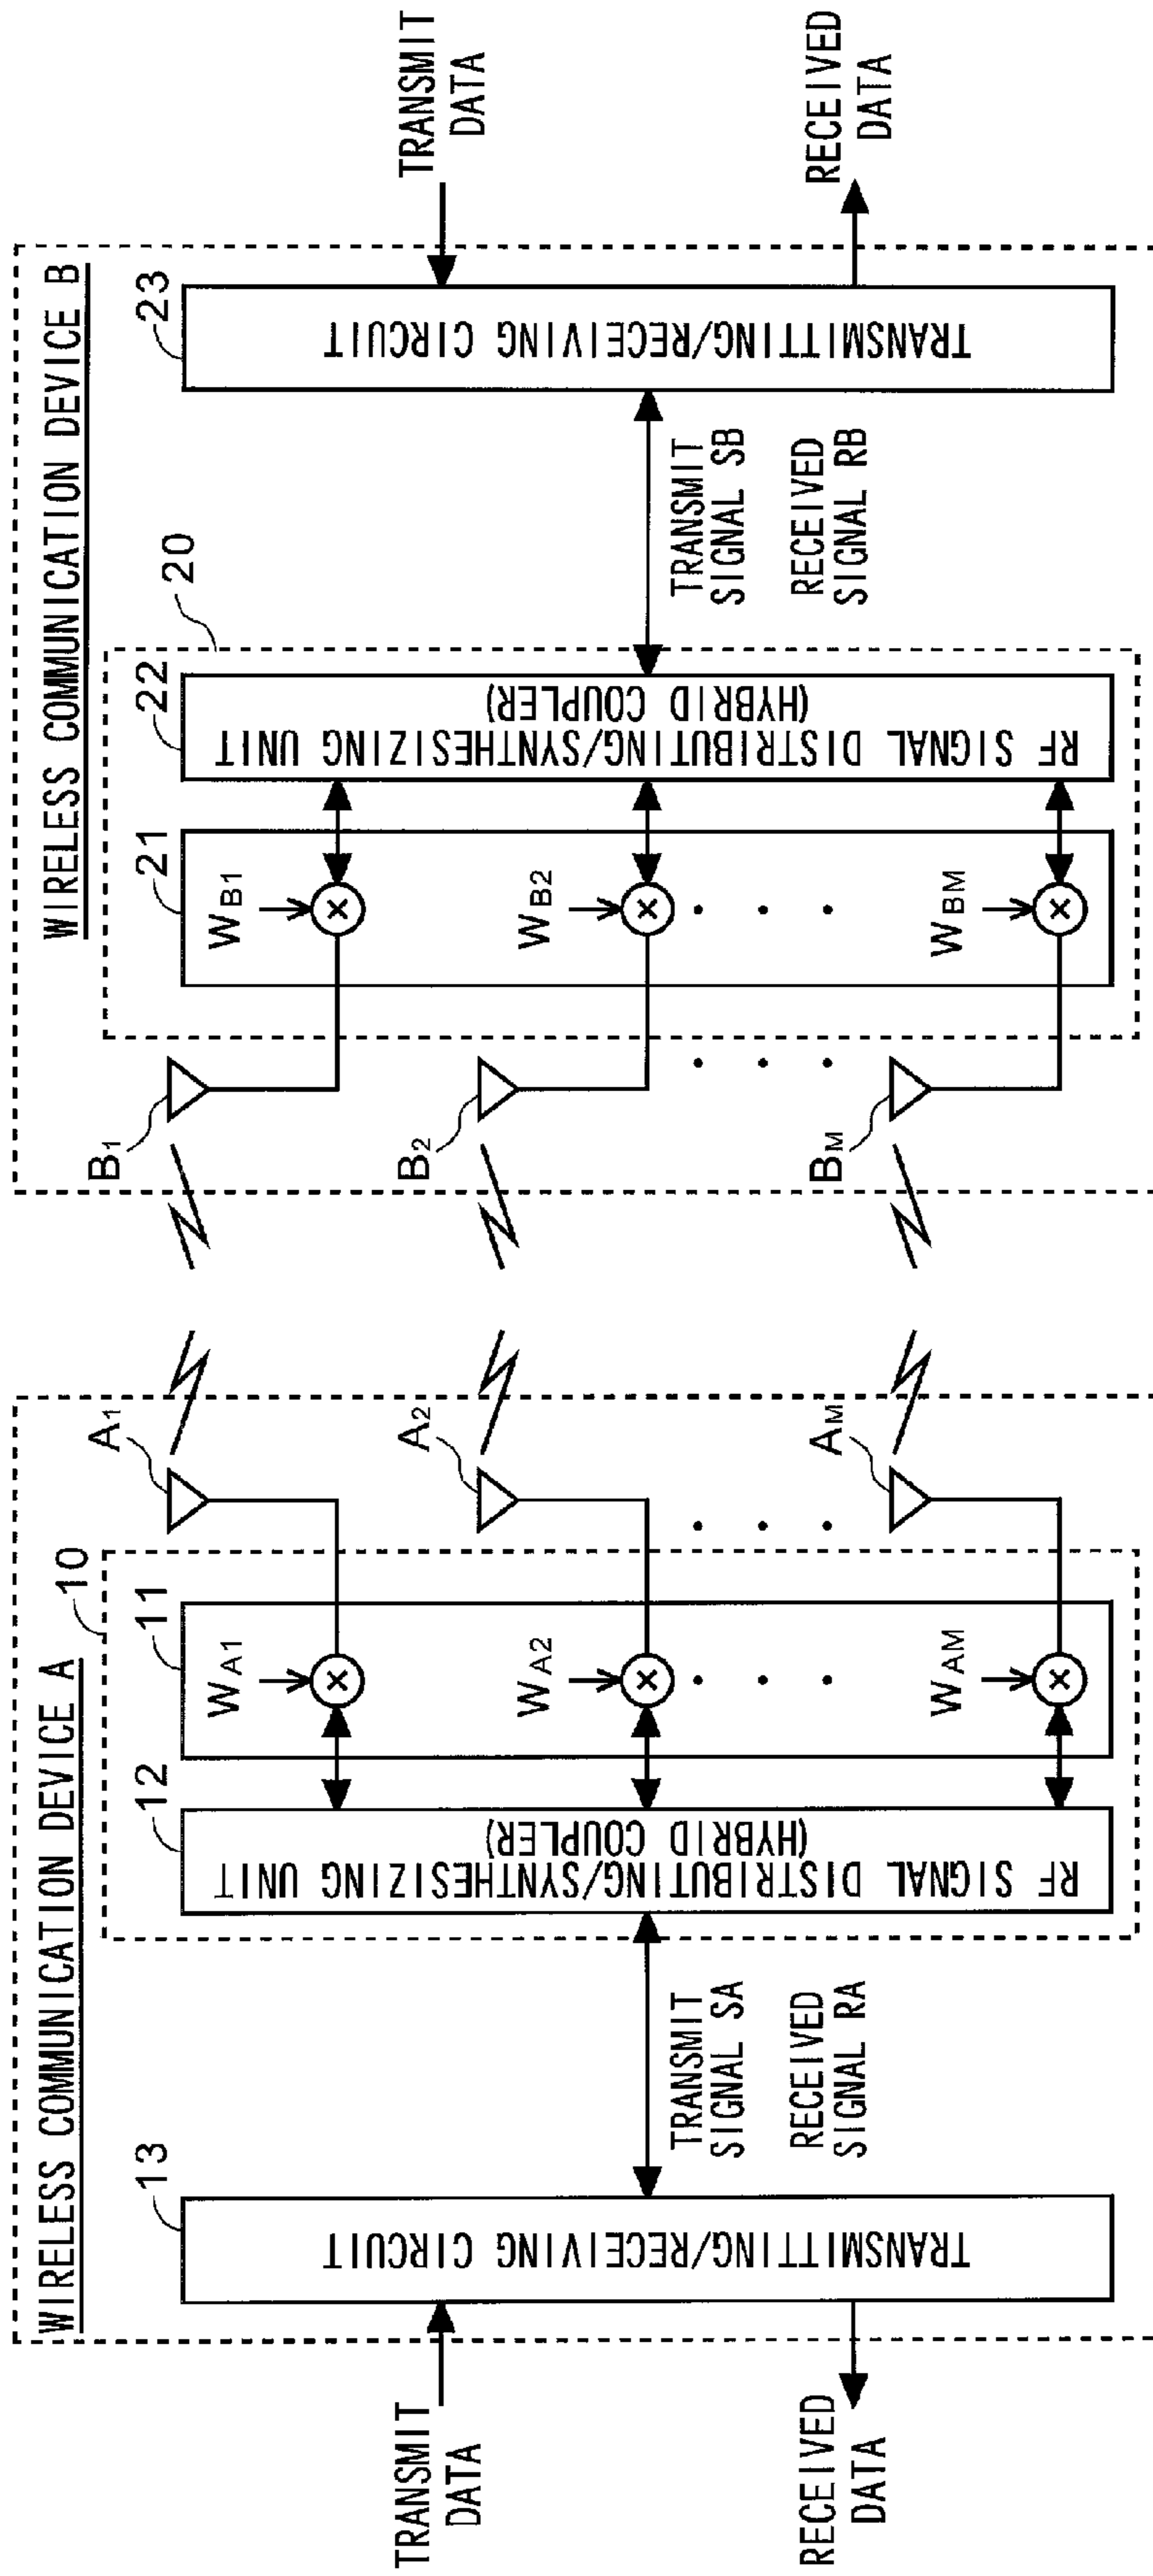 WIRELESS COMMUNICATION DEVICE A
10
TRANSMIT
DATA
RECEIVED
DATA
13
TRANSMITTING/RECEIVING CIRCUIT
TRANSMIT
SIGNAL SA
RECEIVED
SIGNAL RA
12
RF SIGNAL DISTRIBUTING/SYNTHESIZING UNIT
(HYBRID COUPLER)
11
WA1
WA2
WAM
A1
A2
AM
WIRELESS COMMUNICATION DEVICE B
20
B1
B2
BM
21
WB1
WB2
WBM
22
RF SIGNAL DISTRIBUTING/SYNTHESIZING UNIT
(HYBRID COUPLER)
TRANSMIT
SIGNAL SB
RECEIVED
SIGNAL RB
23
TRANSMITTING/RECEIVING CIRCUIT
TRANSMIT
DATA
RECEIVED
DATA